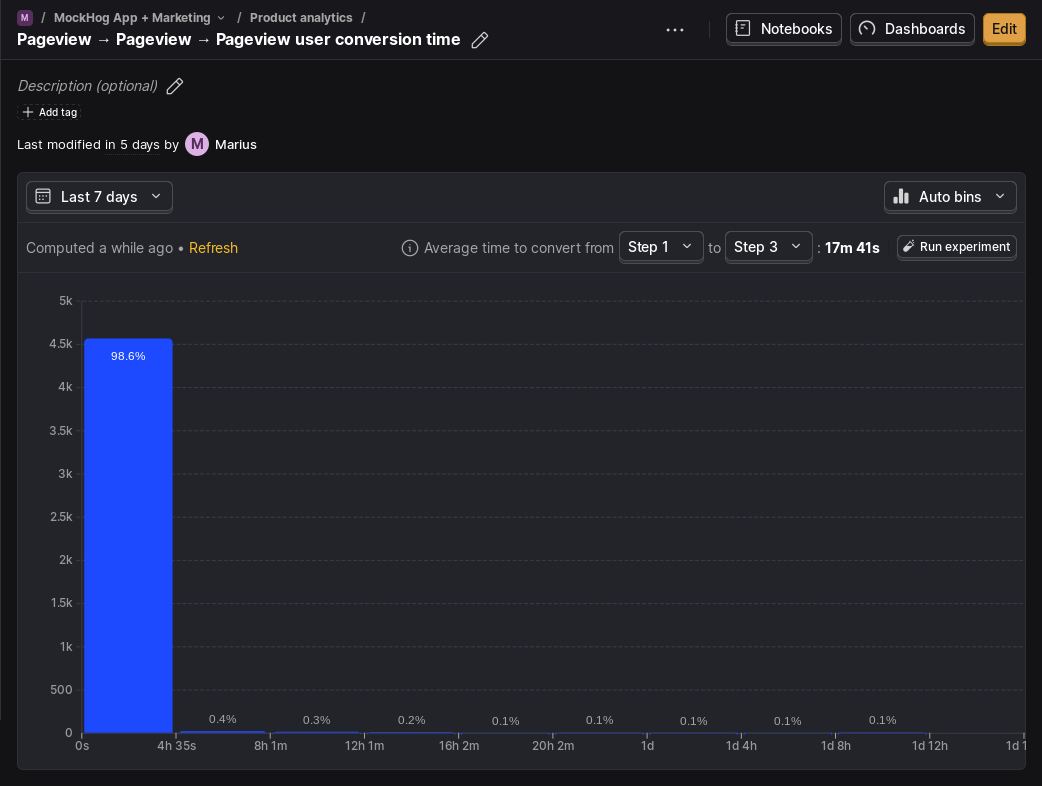 M / MockHog App + Marketing / Product analytics /
Pageview → Pageview → Pageview user conversion time
Notebooks Dashboards Edit
Description (optional)
+ Add tag
Last modified in 5 days by M Marius
Last 7 days Auto bins
Computed a while ago • Refresh Average time to convert from Step 1 to Step 3 : 17m 41s Run experiment
5k
4.5k
98.6%
4k
3.5k
3k
2.5k
2k
1.5k
1k
500
0.4% 0.3% 0.2% 0.1% 0.1% 0.1% 0.1% 0.1%
0
0s 4h 35s 8h 1m 12h 1m 16h 2m 20h 2m 1d 1d 4h 1d 8h 1d 12h 1d 1